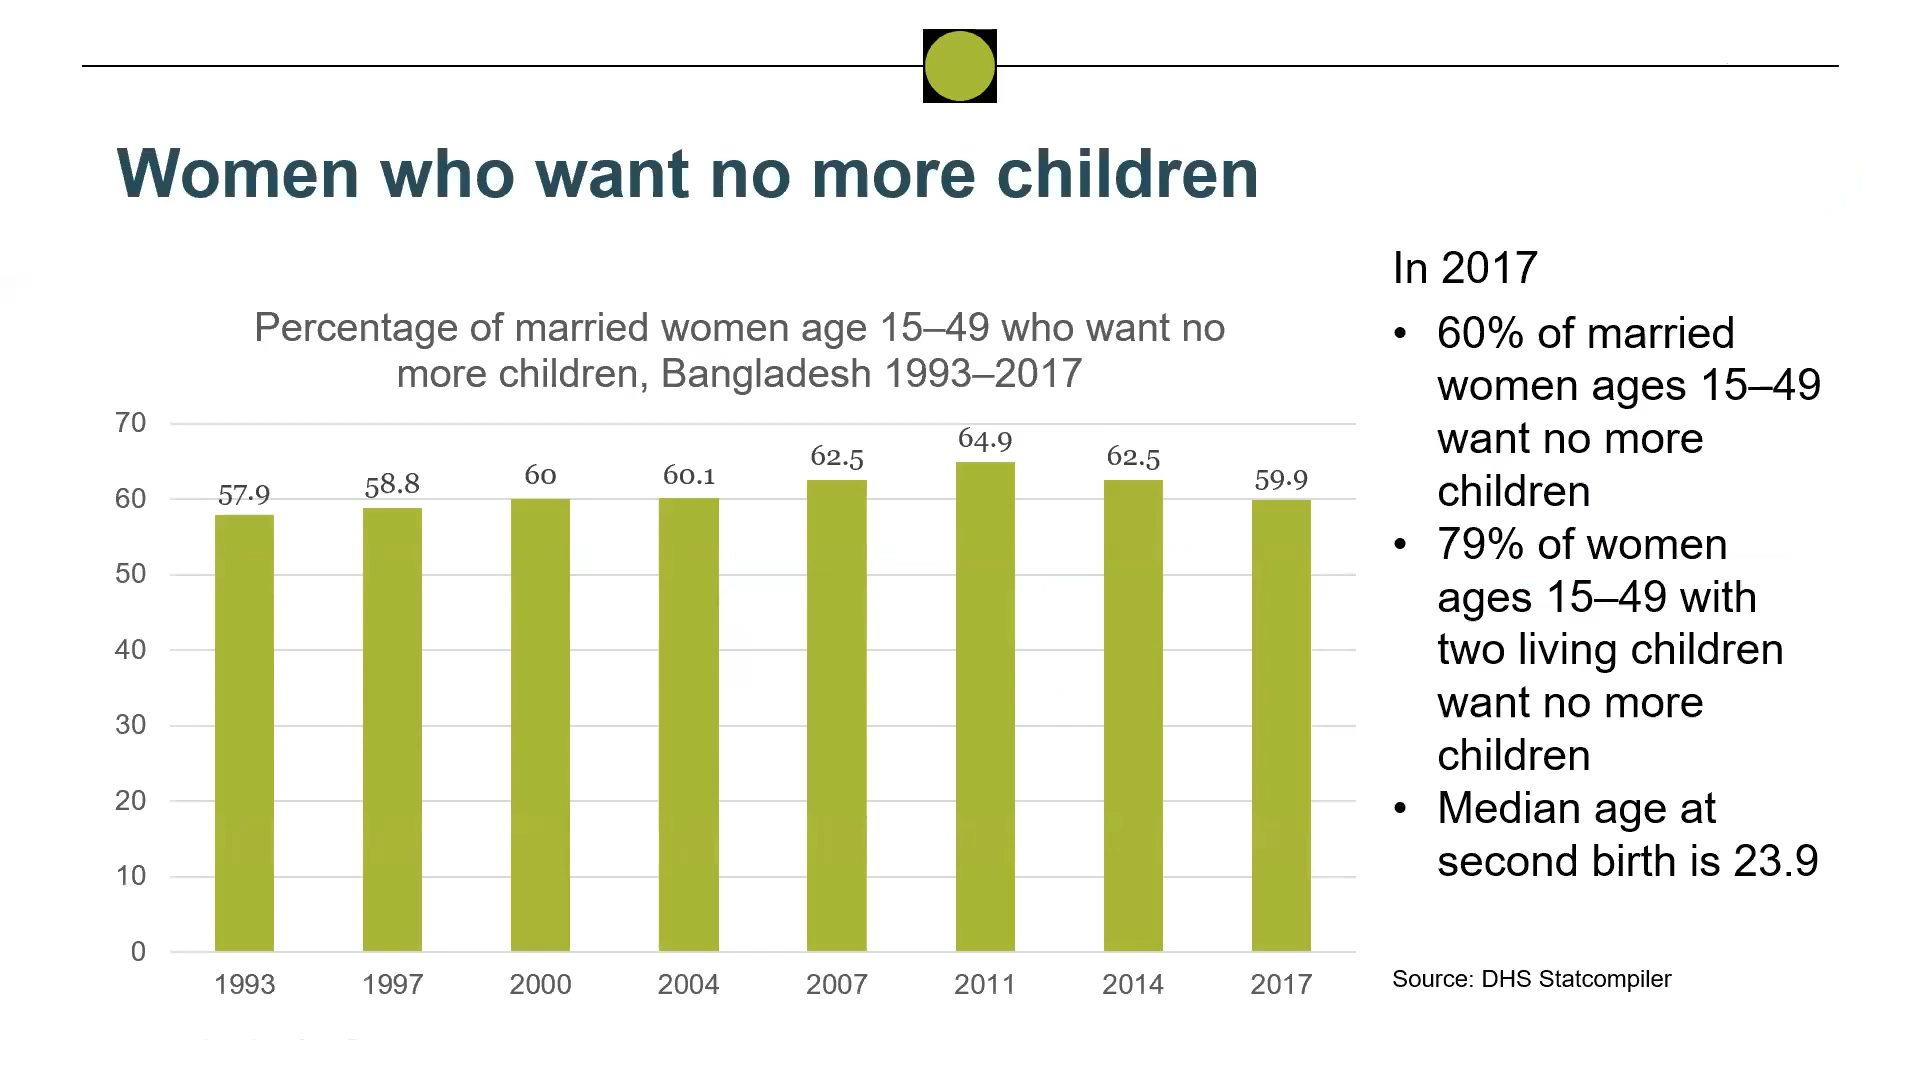 Women who want no more children
Percentage of married women age 15–49 who want no
more children, Bangladesh 1993–2017
70
60
50
40
30
20
10
0
57.9
58.8
60
60.1
62.5
64.9
62.5
59.9
1993
1997
2000
2004
2007
2011
2014
2017
In 2017
• 60% of married
women ages 15–49
want no more
children
• 79% of women
ages 15–49 with
two living children
want no more
children
• Median age at
second birth is 23.9
Source: DHS Statcompiler